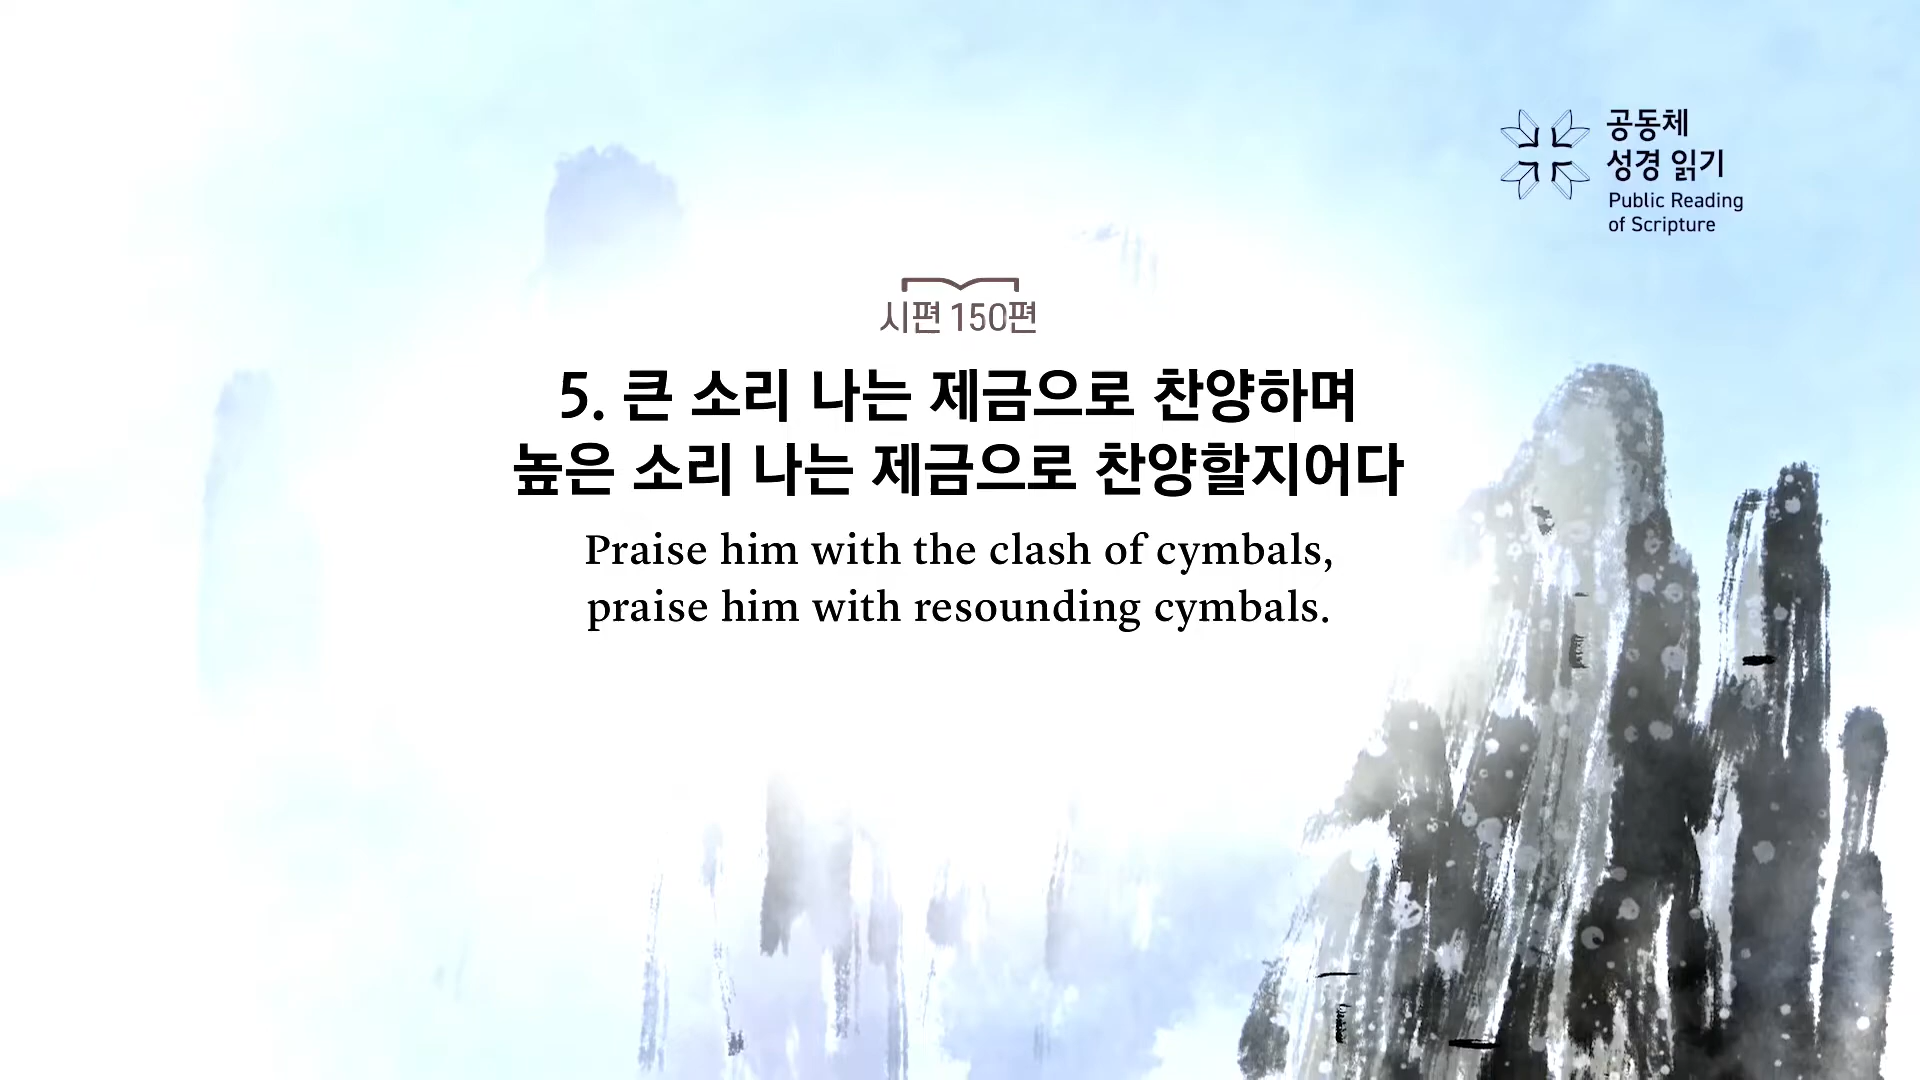 공동체
성경 읽기
Public Reading
of Scripture
시편 150편
5. 큰 소리 나는 제금으로 찬양하며
높은 소리 나는 제금으로 찬양할지어다
Praise him with the clash of cymbals,
praise him with resounding cymbals.